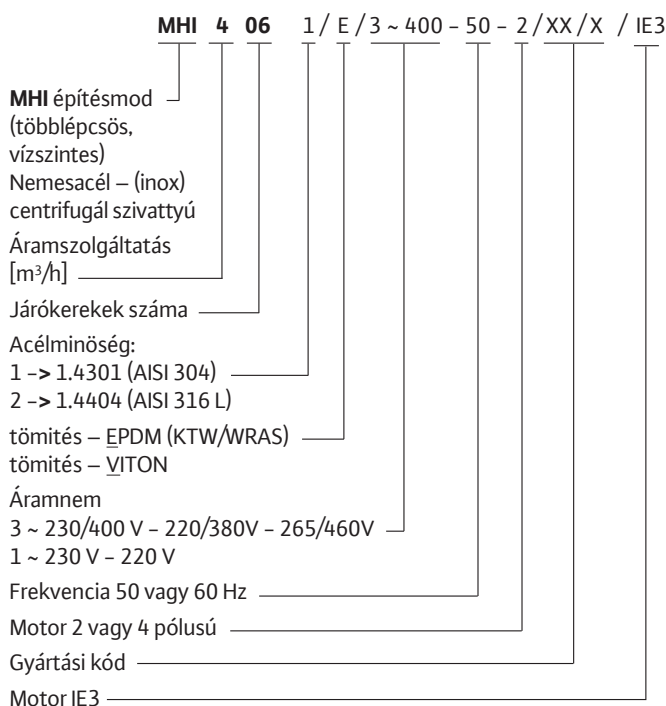 MHI 4 06 1 / E / 3 ~ 400 - 50 - 2 / XX / X / IE3
MHI építésmod
(többlépcsös,
vízszintes)
Nemesacél – (inox)
centrifugál szivattyú
Áramszolgáltatás
[m³/h]
Járókerekek száma
Acélminöség:
1 -> 1.4301 (AISI 304)
2 -> 1.4404 (AISI 316 L)
tömités – EPDM (KTW/WRAS)
tömités – VITON
Áramnem
3 ~ 230/400 V – 220/380V – 265/460V
1 ~ 230 V – 220 V
Frekvencia 50 vagy 60 Hz
Motor 2 vagy 4 pólusú
Gyártási kód
Motor IE3